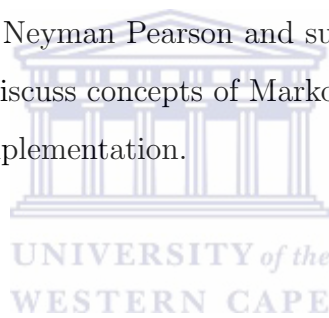 Neyman Pearson and su
iscuss concepts of Marko
plementation.
UNIVERSITY of the
WESTERN CAPE